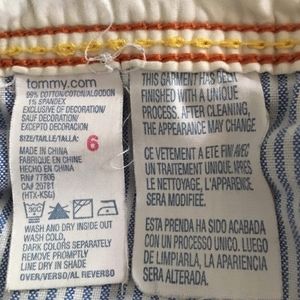 tommy.com
99% COTTON/COTON/ALGODON
1% SPANDEX
EXCLUSIVE OF DECORATION/
SAUF DECORATION/
EXCEPTO DECORACION
SIZE/TAILLE/TALLA 6
MADE IN CHINA
FABRIQUE EN CHINE
HECHO EN CHINA
RN# 77806
CA# 20781
(HTX-KSG)
WASH AND DRY INSIDE OUT
WASH COLD,
DARK COLORS SEPARATELY
REMOVE PROMPTLY
LINE DRY IN SHADE
OVER/VERSO/AL REVERSO
THIS GARMENT HAS BEEN
FINISHED WITH A UNIQUE
PROCESS. AFTER CLEANING,
THE APPEARANCE MAY CHANGE
CE VETEMENT A ETE FINI AVEC
UN TRAITEMENT UNIQUE. APRES
LE NETTOYAGE, L'APPARENCE
SERA MODIFIEE.
ESTA PRENDA HA SIDO ACABADA
CON UN PROCESO UNICO. LUEGO
DE LIMPIARLA, LA APARIENCIA
SERA ALTERADA.